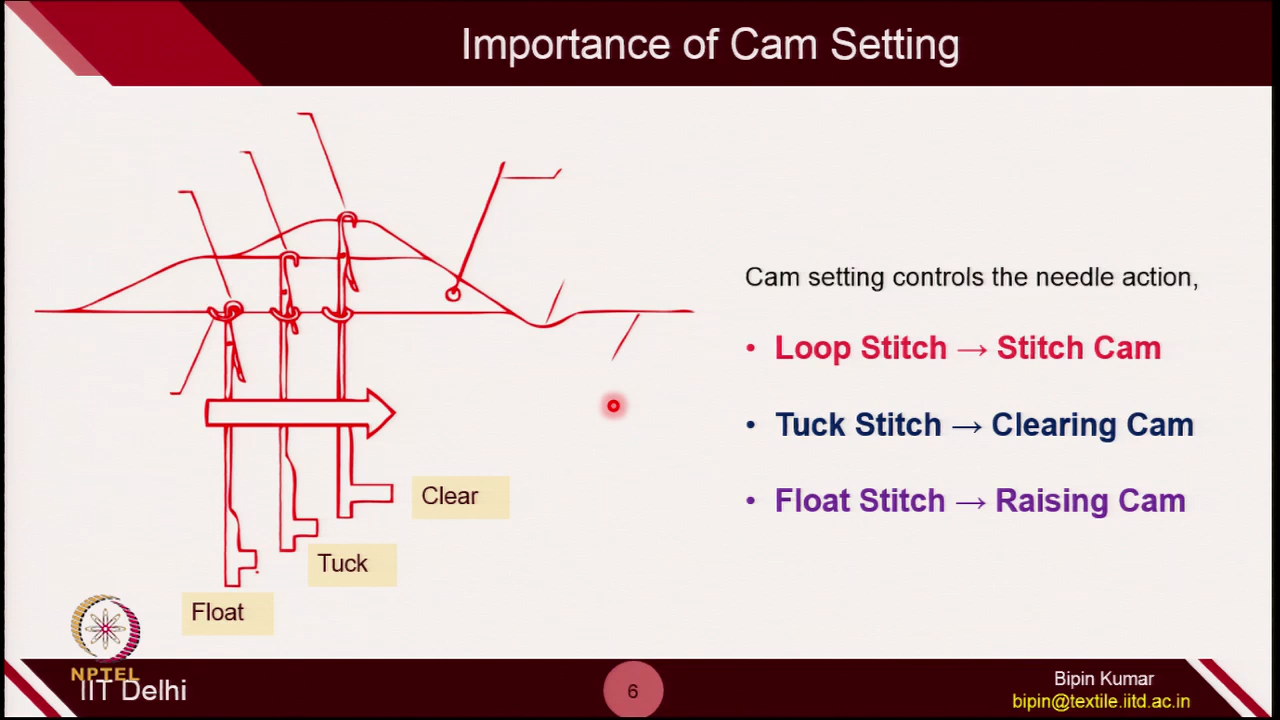 Importance of Cam Setting
Cam setting controls the needle action,
• Loop Stitch → Stitch Cam
• Tuck Stitch → Clearing Cam
• Float Stitch → Raising Cam
Clear
Tuck
Float
NPTEL
IIT Delhi
6
Bipin Kumar
bipin@textile.iitd.ac.in